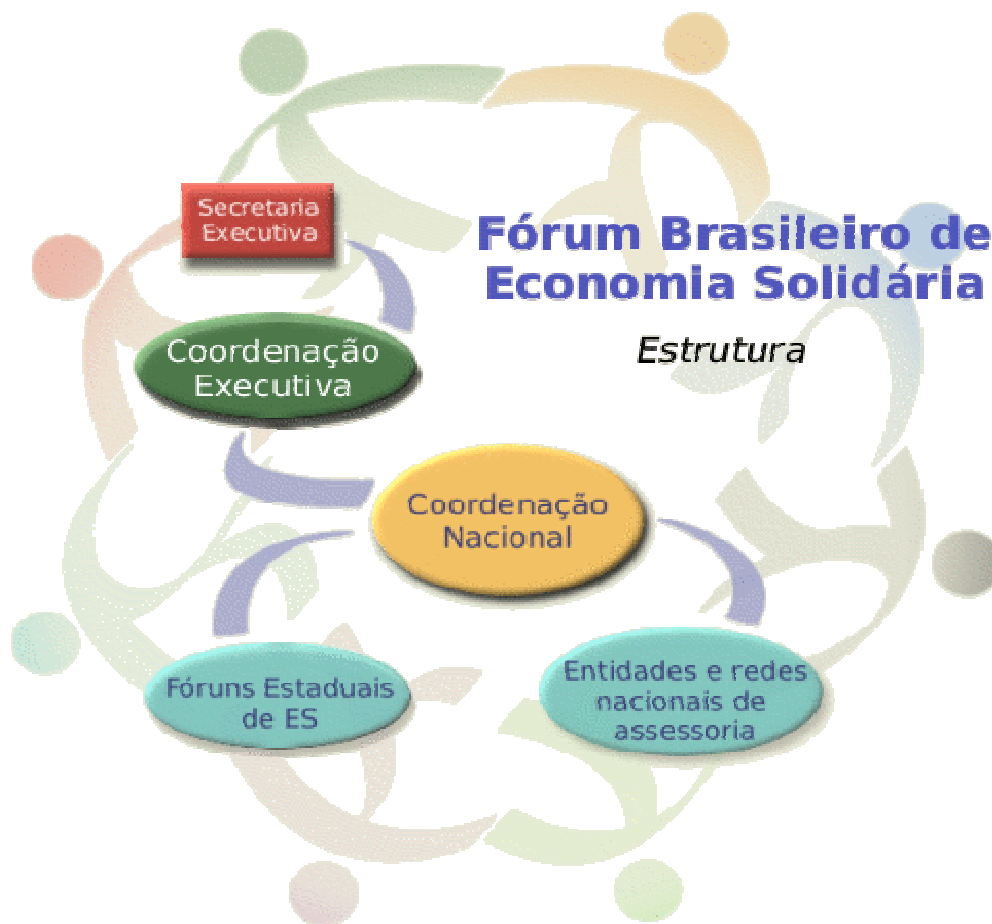 Fórum Brasileiro de
Economia Solidária
Estrutura
Secretaria
Executiva
Coordenação
Executiva
Coordenação
Nacional
Fóruns Estaduais
de ES
Entidades e redes
nacionais de
assessoria